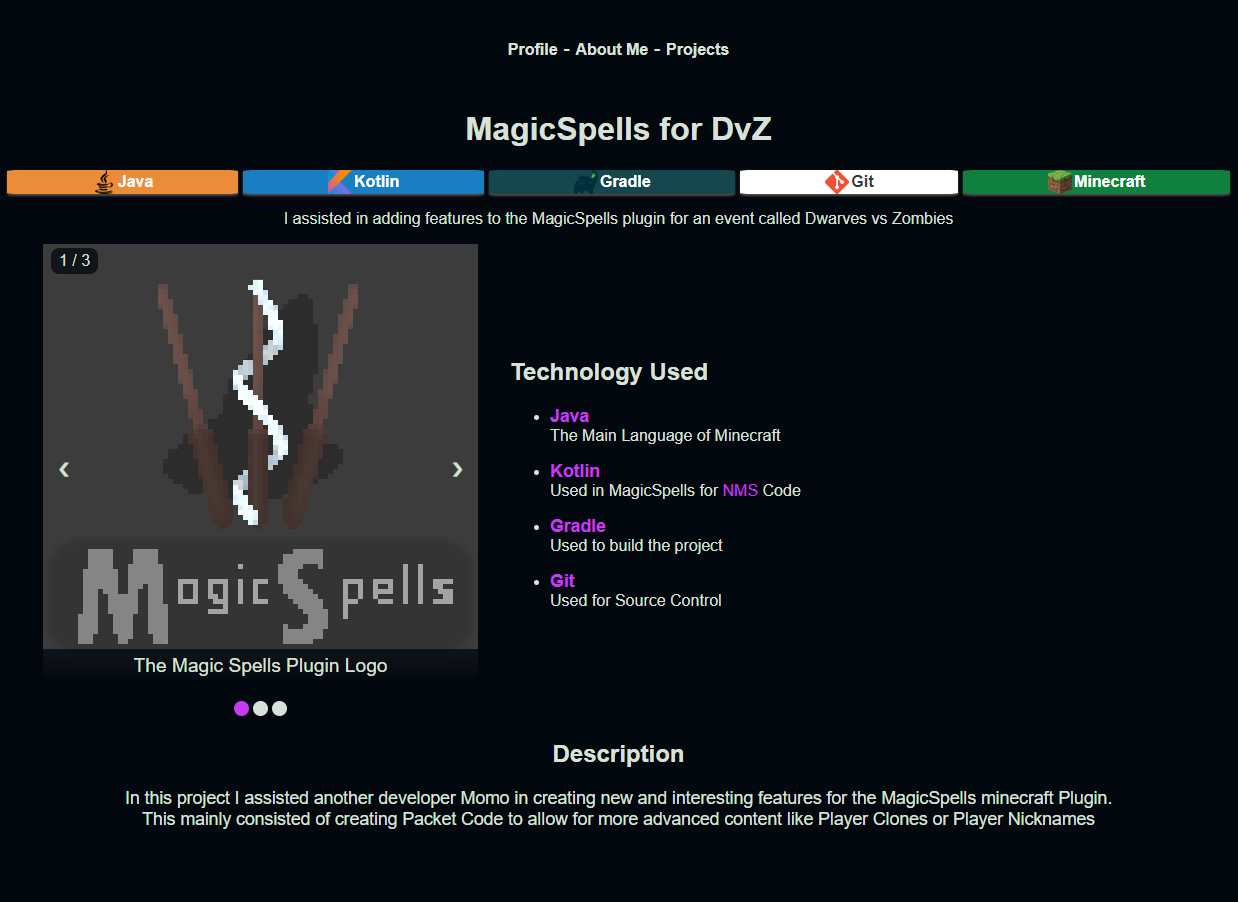 Profile - About Me - Projects
MagicSpells for DvZ
Java Kotlin Gradle Git Minecraft
I assisted in adding features to the MagicSpells plugin for an event called Dwarves vs Zombies
1 / 3
‹ ›
MagicSpells
The Magic Spells Plugin Logo
Technology Used
• Java
The Main Language of Minecraft
• Kotlin
Used in MagicSpells for NMS Code
• Gradle
Used to build the project
• Git
Used for Source Control
Description
In this project I assisted another developer Momo in creating new and interesting features for the MagicSpells minecraft Plugin.
This mainly consisted of creating Packet Code to allow for more advanced content like Player Clones or Player Nicknames